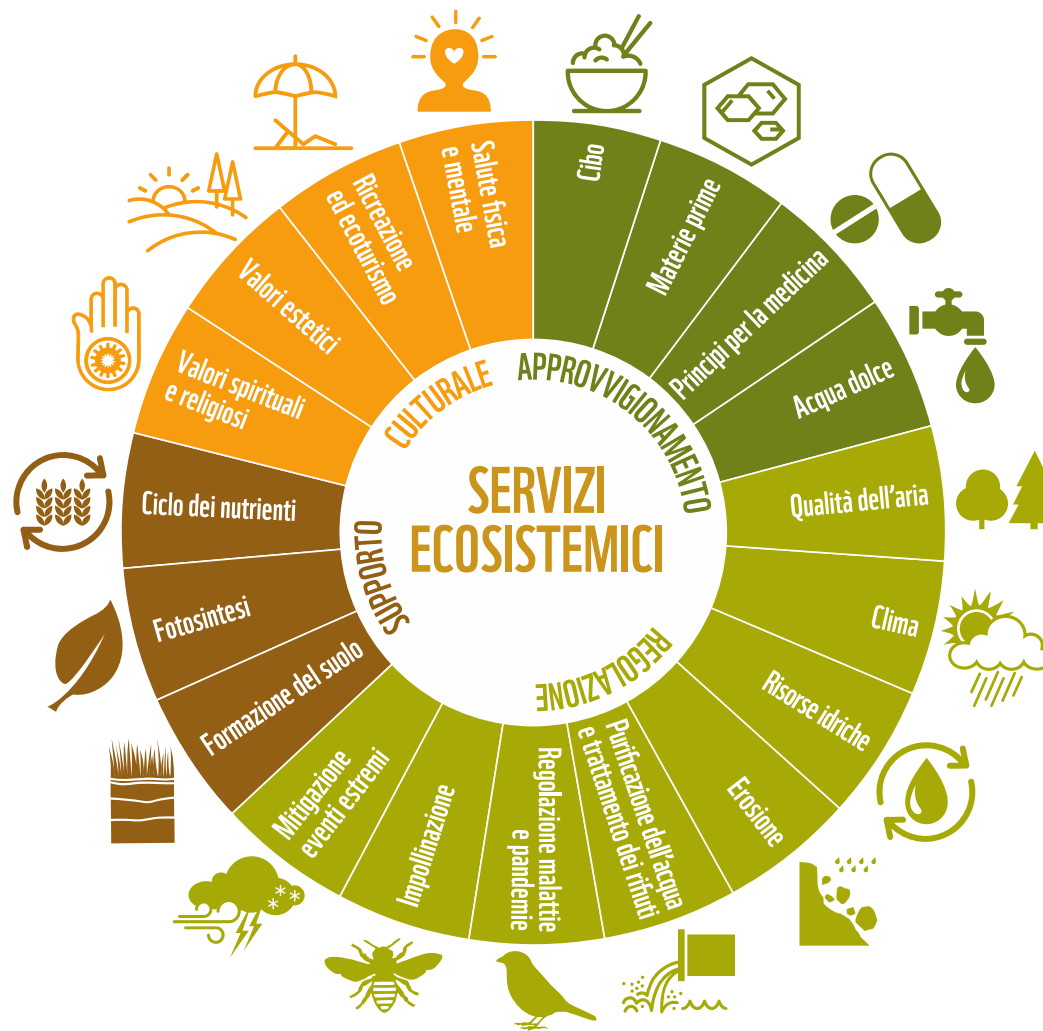 SERVIZI
ECOSISTEMICI
APPROVVIGIONAMENTO
Cibo
Materie prime
Principi per la medicina
Acqua dolce
REGOLAZIONE
Qualità dell'aria
Clima
Risorse idriche
Erosione
Purificazione dell'acqua
e trattamento dei rifiuti
Regolazione malattie
e pandemie
Impollinazione
Mitigazione
eventi estremi
SUPPORTO
Formazione del suolo
Fotosintesi
Ciclo dei nutrienti
CULTURALE
Valori spirituali
e religiosi
Valori estetici
Ricreazione
ed ecoturismo
Salute fisica
e mentale